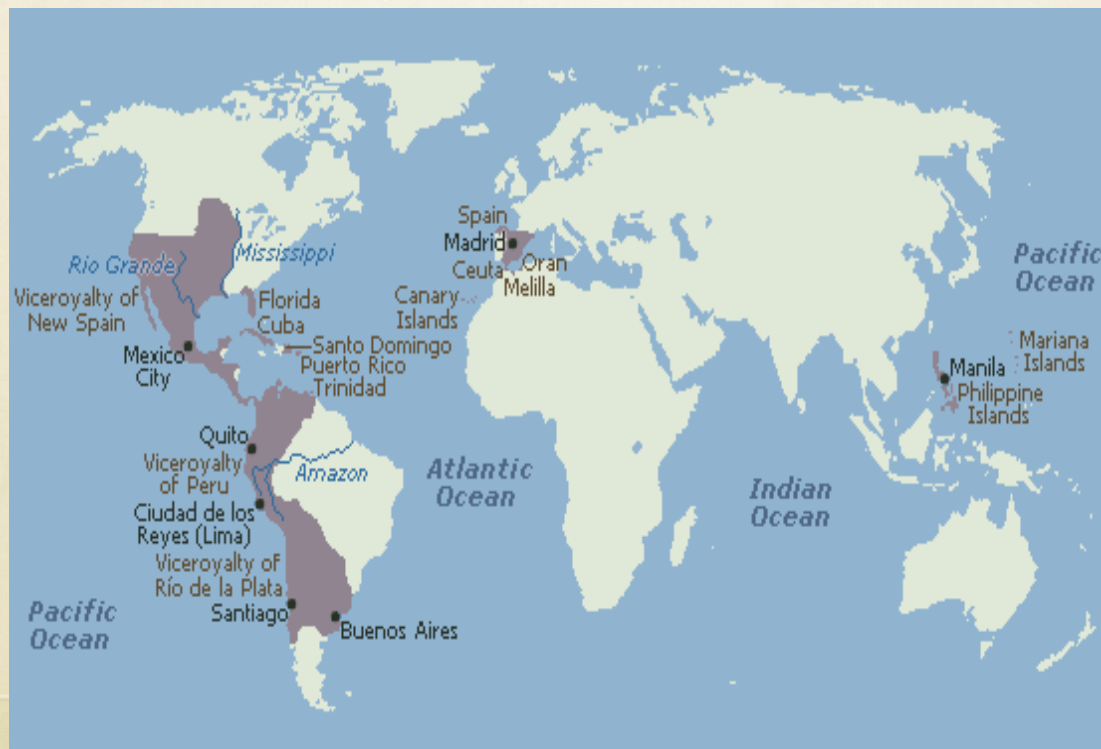 Spain
Madrid
Ceuta
Oran
Melilla
Canary
Islands
Pacific
Ocean
Rio Grande
Mississippi
Viceroyalty of
New Spain
Florida
Cuba
Mexico
City
Santo Domingo
Puerto Rico
Trinidad
Mariana
Islands
Manila
Philippine
Islands
Quito
Viceroyalty
of Peru
Amazon
Atlantic
Ocean
Indian
Ocean
Ciudad de los
Reyes (Lima)
Viceroyalty of
Río de la Plata
Santiago
Buenos Aires
Pacific
Ocean